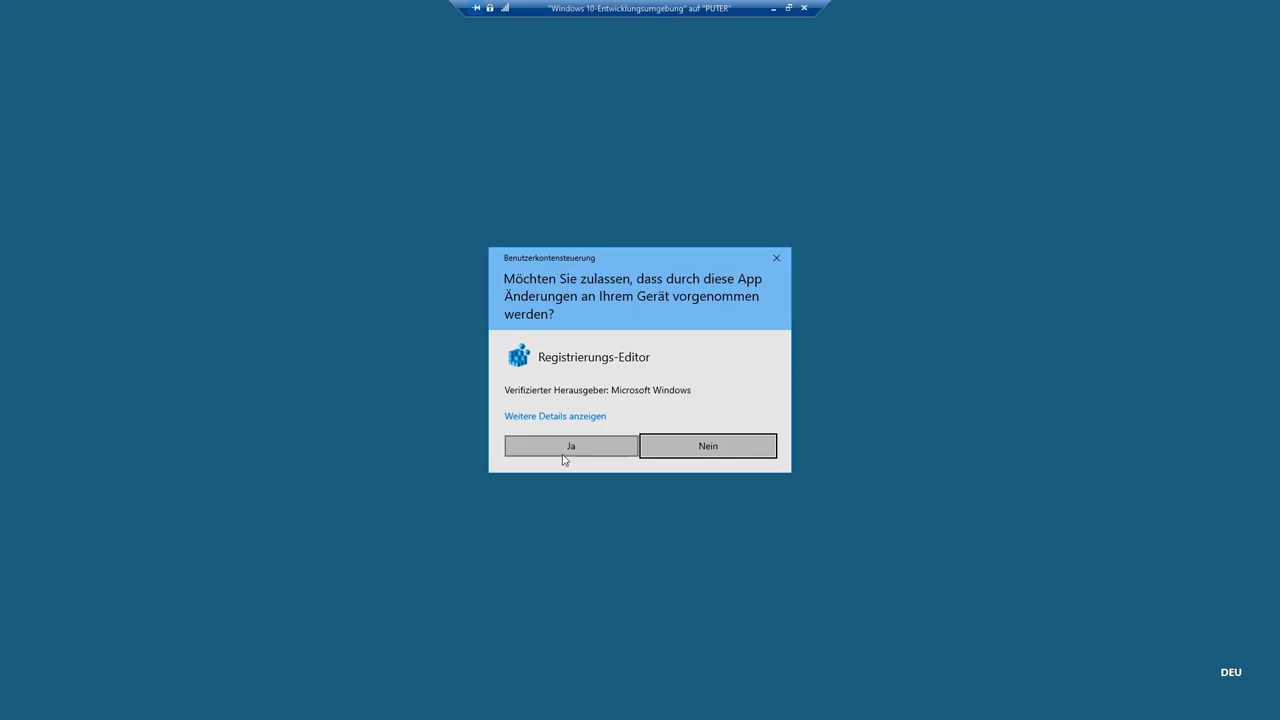 "Windows 10-Entwicklungsumgebung" auf "PUTER"
Benutzerkontensteuerung
Möchten Sie zulassen, dass durch diese App
Änderungen an Ihrem Gerät vorgenommen
werden?
Registrierungs-Editor
Verifizierter Herausgeber: Microsoft Windows
Weitere Details anzeigen
Ja
Nein
DEU